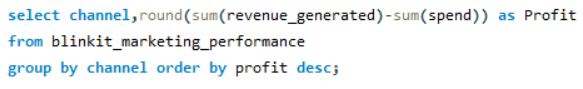 select channel,round(sum(revenue_generated)-sum(spend)) as Profit
from blinkit_marketing_performance
group by channel order by profit desc;